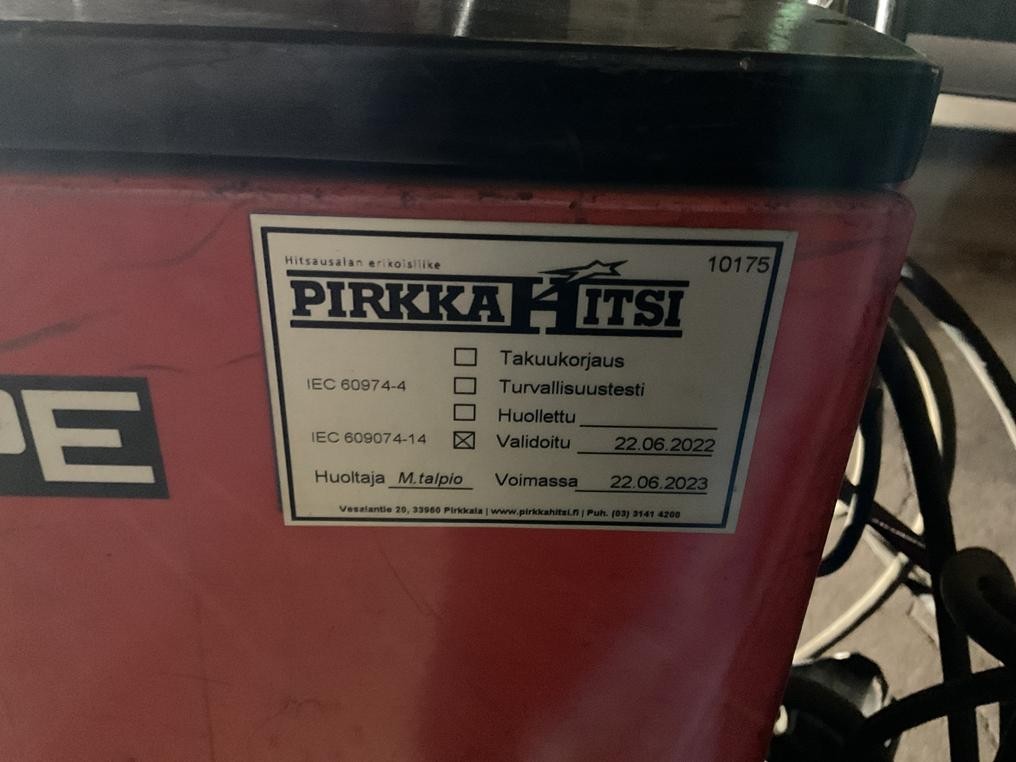 Hitsausalan erikoisliike
10175
PIRKKAHITSI
Takuukorjaus
IEC 60974-4 Turvallisuustesti
Huollettu
IEC 609074-14 Validoitu 22.06.2022
Huoltaja M.talpio Voimassa 22.06.2023
Vesalantie 20, 33960 Pirkkala | www.pirkkahitsi.fi | Puh. (03) 3141 4200
PE